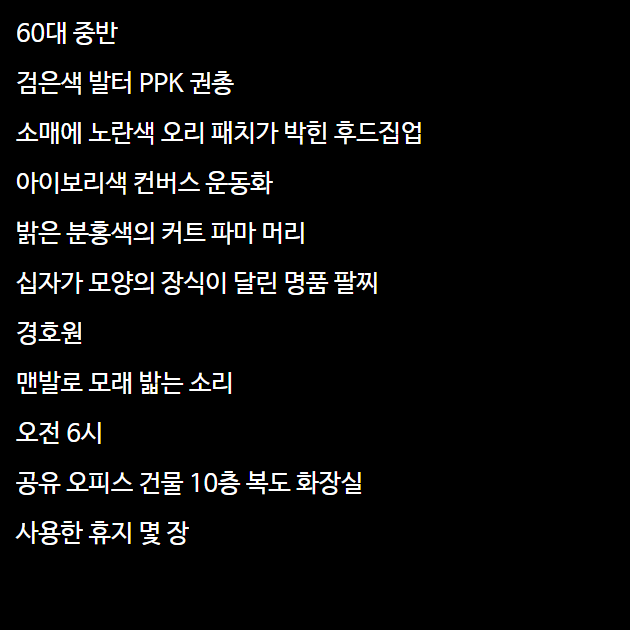 60대 중반
검은색 발터 PPK 권총
소매에 노란색 오리 패치가 박힌 후드집업
아이보리색 컨버스 운동화
밝은 분홍색의 커트 파마 머리
십자가 모양의 장식이 달린 명품 팔찌
경호원
맨발로 모래 밟는 소리
오전 6시
공유 오피스 건물 10층 복도 화장실
사용한 휴지 몇 장